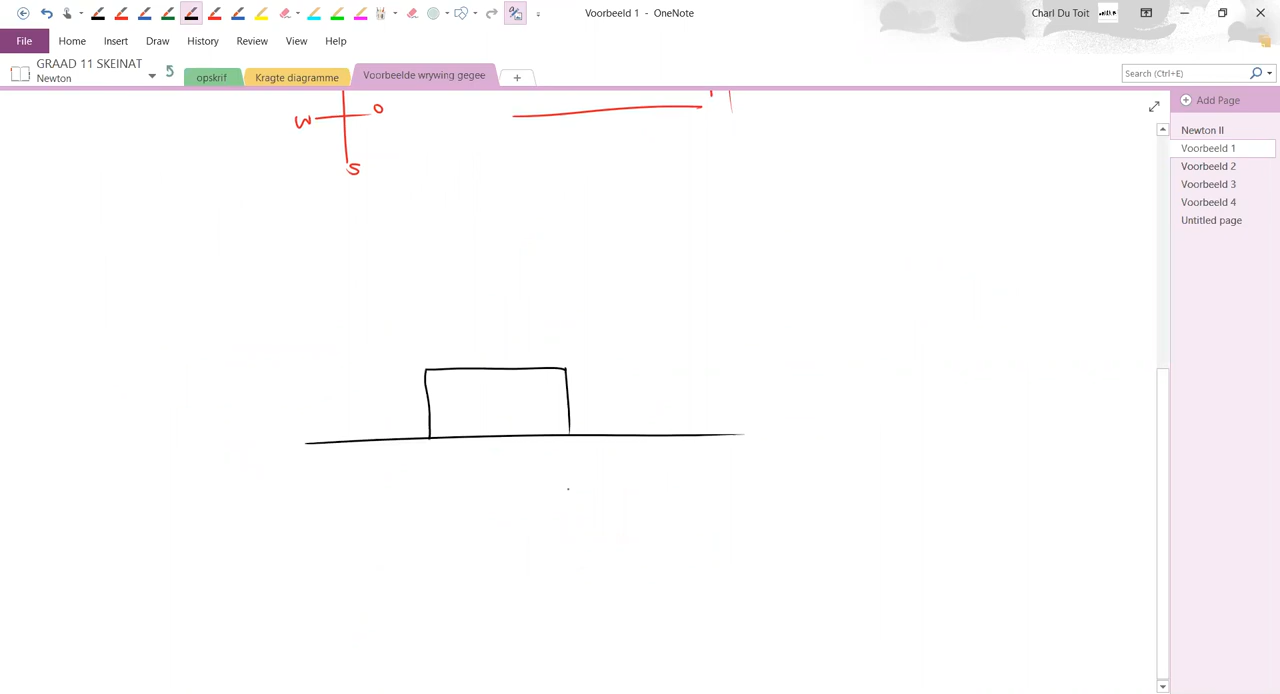 Voorbeeld 1 - OneNote
Charl Du Toit
File
Home
Insert
Draw
History
Review
View
Help
GRAAD 11 SKEINAT
Newton
opskrif
Kragte diagramme
Voorbeelde wrywing gegee
+
Search (Ctrl+E)
Add Page
Newton II
Voorbeeld 1
Voorbeeld 2
Voorbeeld 3
Voorbeeld 4
Untitled page
W
O
S